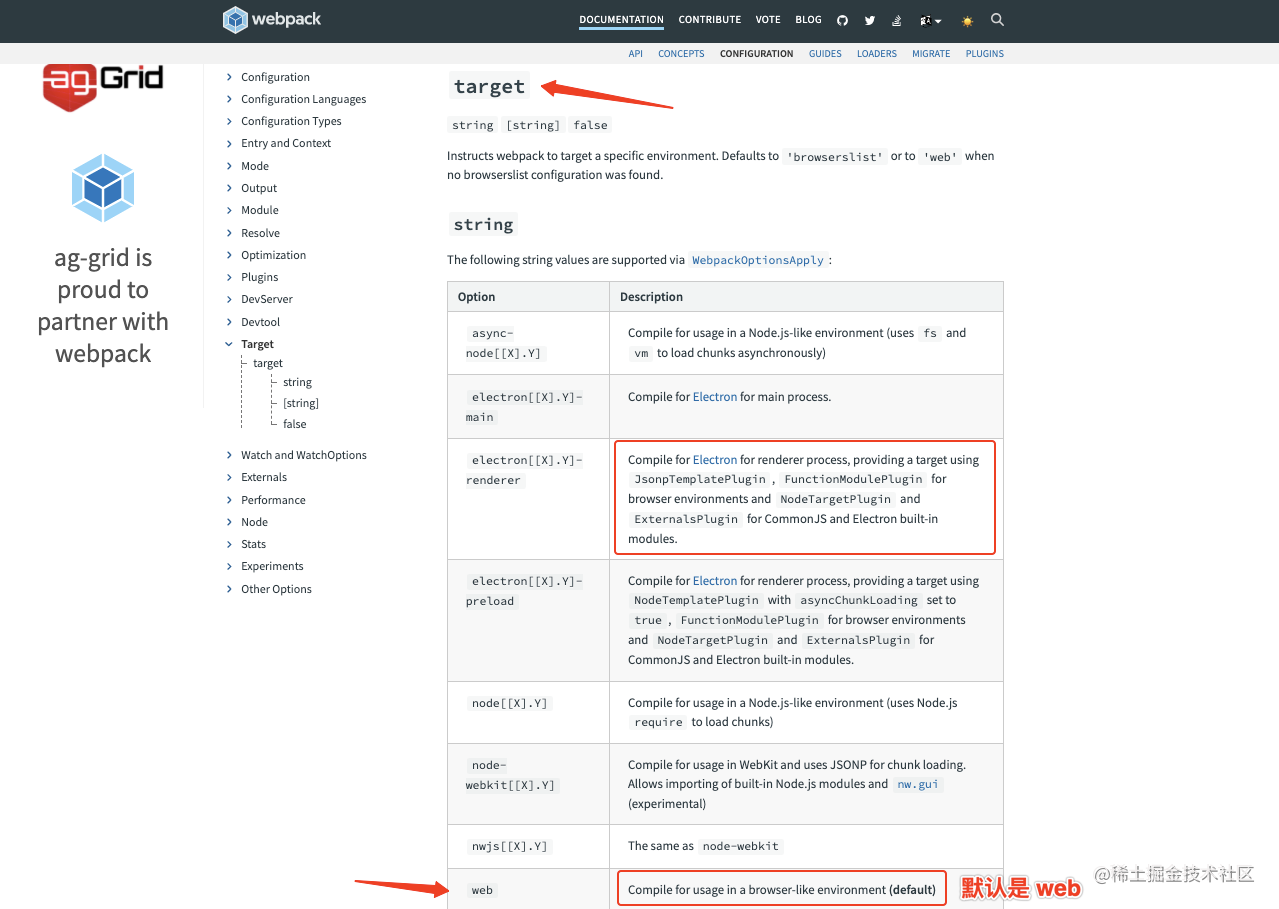 webpack
DOCUMENTATION CONTRIBUTE VOTE BLOG
API CONCEPTS CONFIGURATION GUIDES LOADERS MIGRATE PLUGINS
ag-Grid
ag-grid is
proud to
partner with
webpack
Configuration
Configuration Languages
Configuration Types
Entry and Context
Mode
Output
Module
Resolve
Optimization
Plugins
DevServer
Devtool
Target
target
string
[string]
false
Watch and WatchOptions
Externals
Performance
Node
Stats
Experiments
Other Options
target
string [string] false
Instructs webpack to target a specific environment. Defaults to 'browserslist' or to 'web' when
no browserslist configuration was found.
string
The following string values are supported via WebpackOptionsApply :
Option Description
async-
node[[X].Y]
Compile for usage in a Node.js-like environment (uses fs and
vm to load chunks asynchronously)
electron[[X].Y]-
main
Compile for Electron for main process.
electron[[X].Y]-
renderer
Compile for Electron for renderer process, providing a target using
JsonpTemplatePlugin , FunctionModulePlugin for
browser environments and NodeTargetPlugin and
ExternalsPlugin for CommonJS and Electron built-in
modules.
electron[[X].Y]-
preload
Compile for Electron for renderer process, providing a target using
NodeTemplatePlugin with asyncChunkLoading set to
true , FunctionModulePlugin for browser environments
and NodeTargetPlugin and ExternalsPlugin for
CommonJS and Electron built-in modules.
node[[X].Y]
Compile for usage in a Node.js-like environment (uses Node.js
require to load chunks)
node-
webkit[[X].Y]
Compile for usage in WebKit and uses JSONP for chunk loading.
Allows importing of built-in Node.js modules and nw.gui
(experimental)
nwjs[[X].Y]
The same as node-webkit
web
Compile for usage in a browser-like environment (default)
默认是 web
@稀土掘金技术社区